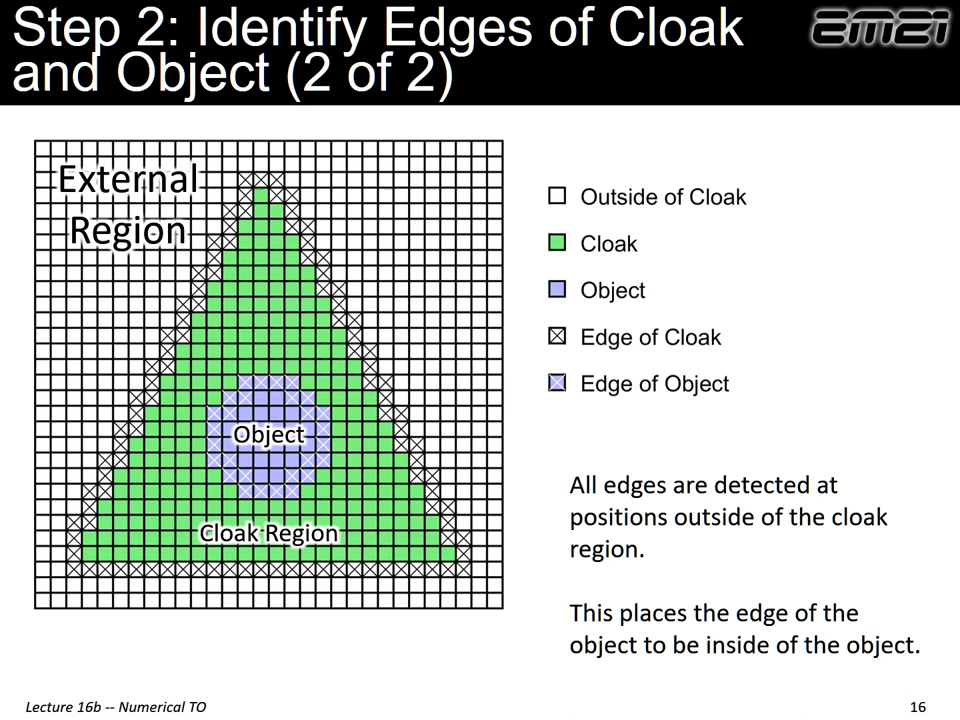 Step 2: Identify Edges of Cloak
and Object (2 of 2)
EM21
External
Region
Object
Cloak Region
Outside of Cloak
Cloak
Object
Edge of Cloak
Edge of Object
All edges are detected at
positions outside of the cloak
region.
This places the edge of the
object to be inside of the object.
Lecture 16b -- Numerical TO
16